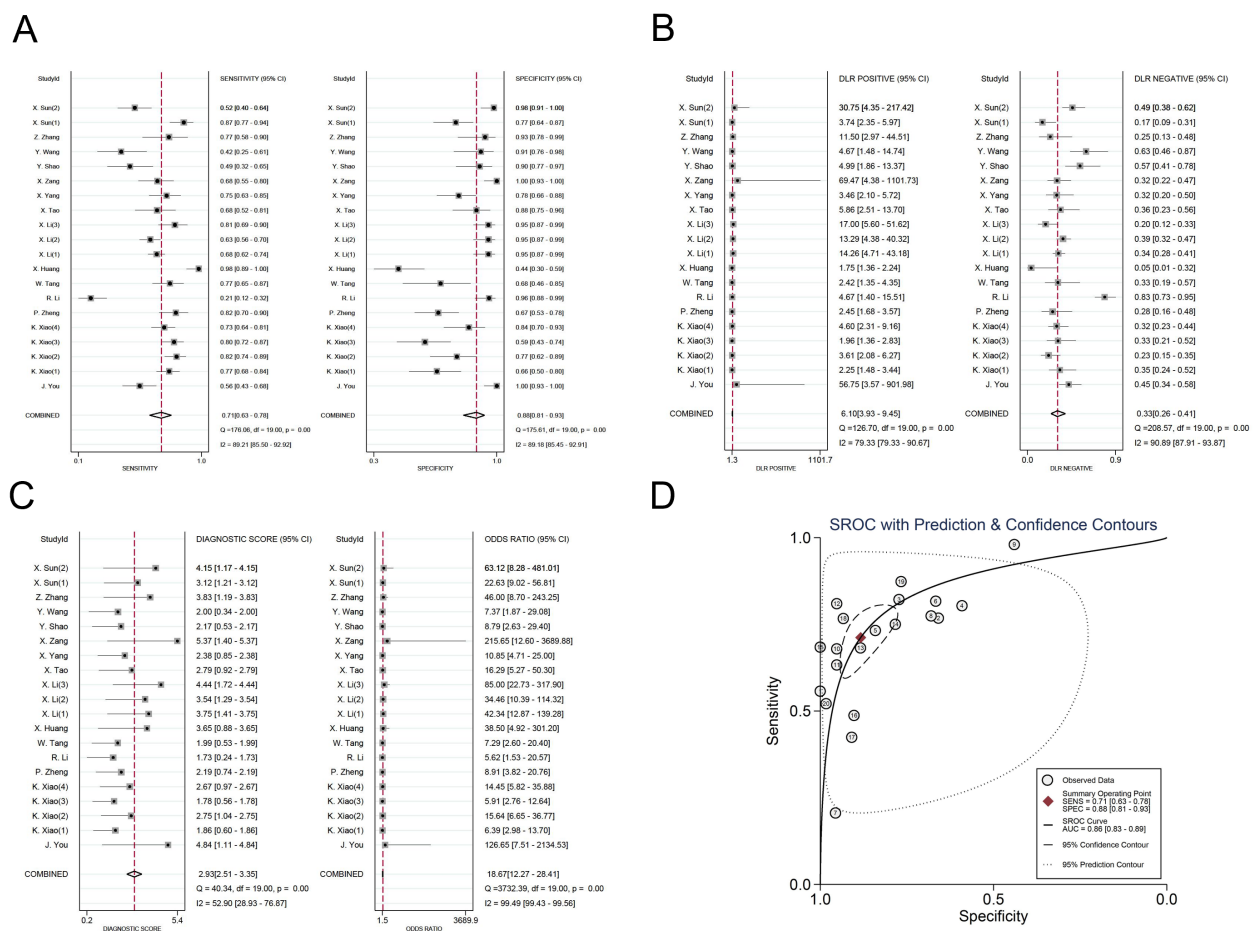 A
StudyId SENSITIVITY (95% CI)
X. Sun(2) 0.52 [0.40 - 0.64]
X. Sun(1) 0.87 [0.77 - 0.94]
Z. Zhang 0.77 [0.58 - 0.90]
Y. Wang 0.42 [0.25 - 0.61]
Y. Shao 0.49 [0.32 - 0.65]
X. Zang 0.68 [0.55 - 0.80]
X. Yang 0.75 [0.63 - 0.85]
X. Tao 0.68 [0.52 - 0.81]
X. Li(3) 0.81 [0.69 - 0.90]
X. Li(2) 0.63 [0.56 - 0.70]
X. Li(1) 0.68 [0.62 - 0.74]
X. Huang 0.98 [0.89 - 1.00]
W. Tang 0.77 [0.65 - 0.87]
R. Li 0.21 [0.12 - 0.32]
P. Zheng 0.82 [0.70 - 0.90]
K. Xiao(4) 0.73 [0.64 - 0.81]
K. Xiao(3) 0.80 [0.72 - 0.87]
K. Xiao(2) 0.82 [0.74 - 0.89]
K. Xiao(1) 0.77 [0.68 - 0.84]
J. You 0.56 [0.43 - 0.68]
COMBINED 0.71[0.63 - 0.78]
Q =176.06, df = 19.00, p = 0.00
I2 = 89.21 [85.50 - 92.92]
0.1 1.0
SENSITIVITY
StudyId SPECIFICITY (95% CI)
X. Sun(2) 0.98 [0.91 - 1.00]
X. Sun(1) 0.77 [0.64 - 0.87]
Z. Zhang 0.93 [0.78 - 0.99]
Y. Wang 0.91 [0.76 - 0.98]
Y. Shao 0.90 [0.77 - 0.97]
X. Zang 1.00 [0.93 - 1.00]
X. Yang 0.78 [0.66 - 0.88]
X. Tao 0.88 [0.75 - 0.96]
X. Li(3) 0.95 [0.87 - 0.99]
X. Li(2) 0.95 [0.87 - 0.99]
X. Li(1) 0.95 [0.87 - 0.99]
X. Huang 0.44 [0.30 - 0.59]
W. Tang 0.68 [0.46 - 0.85]
R. Li 0.96 [0.88 - 0.99]
P. Zheng 0.67 [0.53 - 0.78]
K. Xiao(4) 0.84 [0.70 - 0.93]
K. Xiao(3) 0.59 [0.43 - 0.74]
K. Xiao(2) 0.77 [0.62 - 0.89]
K. Xiao(1) 0.66 [0.50 - 0.80]
J. You 1.00 [0.93 - 1.00]
COMBINED 0.88[0.81 - 0.93]
Q =175.61, df = 19.00, p = 0.00
I2 = 89.18 [85.45 - 92.91]
0.3 1.0
SPECIFICITY
B
StudyId DLR POSITIVE (95% CI)
X. Sun(2) 30.75 [4.35 - 217.42]
X. Sun(1) 3.74 [2.35 - 5.97]
Z. Zhang 11.50 [2.97 - 44.51]
Y. Wang 4.67 [1.48 - 14.74]
Y. Shao 4.99 [1.86 - 13.37]
X. Zang 69.47 [4.38 - 1101.73]
X. Yang 3.46 [2.10 - 5.72]
X. Tao 5.86 [2.51 - 13.70]
X. Li(3) 17.00 [5.60 - 51.62]
X. Li(2) 13.29 [4.38 - 40.32]
X. Li(1) 14.26 [4.71 - 43.18]
X. Huang 1.75 [1.36 - 2.24]
W. Tang 2.42 [1.35 - 4.35]
R. Li 4.67 [1.40 - 15.51]
P. Zheng 2.45 [1.68 - 3.57]
K. Xiao(4) 4.60 [2.31 - 9.16]
K. Xiao(3) 1.96 [1.36 - 2.83]
K. Xiao(2) 3.61 [2.08 - 6.27]
K. Xiao(1) 2.25 [1.48 - 3.44]
J. You 56.75 [3.57 - 901.98]
COMBINED 6.10[3.93 - 9.45]
Q =126.70, df = 19.00, p = 0.00
I2 = 79.33 [79.33 - 90.67]
1.3 1101.7
DLR POSITIVE
StudyId DLR NEGATIVE (95% CI)
X. Sun(2) 0.49 [0.38 - 0.62]
X. Sun(1) 0.17 [0.09 - 0.31]
Z. Zhang 0.25 [0.13 - 0.48]
Y. Wang 0.63 [0.46 - 0.87]
Y. Shao 0.57 [0.41 - 0.78]
X. Zang 0.32 [0.22 - 0.47]
X. Yang 0.32 [0.20 - 0.50]
X. Tao 0.36 [0.23 - 0.56]
X. Li(3) 0.20 [0.12 - 0.33]
X. Li(2) 0.39 [0.32 - 0.47]
X. Li(1) 0.34 [0.28 - 0.41]
X. Huang 0.05 [0.01 - 0.32]
W. Tang 0.33 [0.19 - 0.57]
R. Li 0.83 [0.73 - 0.95]
P. Zheng 0.28 [0.16 - 0.48]
K. Xiao(4) 0.32 [0.23 - 0.44]
K. Xiao(3) 0.33 [0.21 - 0.52]
K. Xiao(2) 0.23 [0.15 - 0.35]
K. Xiao(1) 0.35 [0.24 - 0.52]
J. You 0.45 [0.34 - 0.58]
COMBINED 0.33[0.26 - 0.41]
Q =208.57, df = 19.00, p = 0.00
I2 = 90.89 [87.91 - 93.87]
0.0 0.9
DLR NEGATIVE
C
StudyId DIAGNOSTIC SCORE (95% CI)
X. Sun(2) 4.15 [1.17 - 4.15]
X. Sun(1) 3.12 [1.21 - 3.12]
Z. Zhang 3.83 [1.19 - 3.83]
Y. Wang 2.00 [0.34 - 2.00]
Y. Shao 2.17 [0.53 - 2.17]
X. Zang 5.37 [1.40 - 5.37]
X. Yang 2.38 [0.85 - 2.38]
X. Tao 2.79 [0.92 - 2.79]
X. Li(3) 4.44 [1.72 - 4.44]
X. Li(2) 3.54 [1.29 - 3.54]
X. Li(1) 3.75 [1.41 - 3.75]
X. Huang 3.65 [0.88 - 3.65]
W. Tang 1.99 [0.53 - 1.99]
R. Li 1.73 [0.24 - 1.73]
P. Zheng 2.19 [0.74 - 2.19]
K. Xiao(4) 2.67 [0.97 - 2.67]
K. Xiao(3) 1.78 [0.56 - 1.78]
K. Xiao(2) 2.75 [1.04 - 2.75]
K. Xiao(1) 1.86 [0.60 - 1.86]
J. You 4.84 [1.11 - 4.84]
COMBINED 2.93[2.51 - 3.35]
Q = 40.34, df = 19.00, p = 0.00
I2 = 52.90 [28.93 - 76.87]
0.2 5.4
DIAGNOSTIC SCORE
StudyId ODDS RATIO (95% CI)
X. Sun(2) 63.12 [8.28 - 481.01]
X. Sun(1) 22.63 [9.02 - 56.81]
Z. Zhang 46.00 [8.70 - 243.25]
Y. Wang 7.37 [1.87 - 29.08]
Y. Shao 8.79 [2.63 - 29.40]
X. Zang 215.65 [12.60 - 3689.88]
X. Yang 10.85 [4.71 - 25.00]
X. Tao 16.29 [5.27 - 50.30]
X. Li(3) 85.00 [22.73 - 317.90]
X. Li(2) 34.46 [10.39 - 114.32]
X. Li(1) 42.34 [12.87 - 139.28]
X. Huang 38.50 [4.92 - 301.20]
W. Tang 7.29 [2.60 - 20.40]
R. Li 5.62 [1.53 - 20.57]
P. Zheng 8.91 [3.82 - 20.76]
K. Xiao(4) 14.45 [5.82 - 35.88]
K. Xiao(3) 5.91 [2.76 - 12.64]
K. Xiao(2) 15.64 [6.65 - 36.77]
K. Xiao(1) 6.39 [2.98 - 13.70]
J. You 126.65 [7.51 - 2134.53]
COMBINED 18.67[12.27 - 28.41]
Q =3732.39, df = 19.00, p = 0.00
I2 = 99.49 [99.43 - 99.56]
1.5 3689.9
ODDS RATIO
D
SROC with Prediction & Confidence Contours
1.0
0.5
0.0
Sensitivity
9
19
12
3
6
4
18
8
2
14
5
13
10
11
20
16
17
7
Observed Data
Summary Operating Point
SENS = 0.71 [0.63 - 0.78]
SPEC = 0.88 [0.81 - 0.93]
SROC Curve
AUC = 0.86 [0.83 - 0.89]
95% Confidence Contour
95% Prediction Contour
1.0 0.5 0.0
Specificity